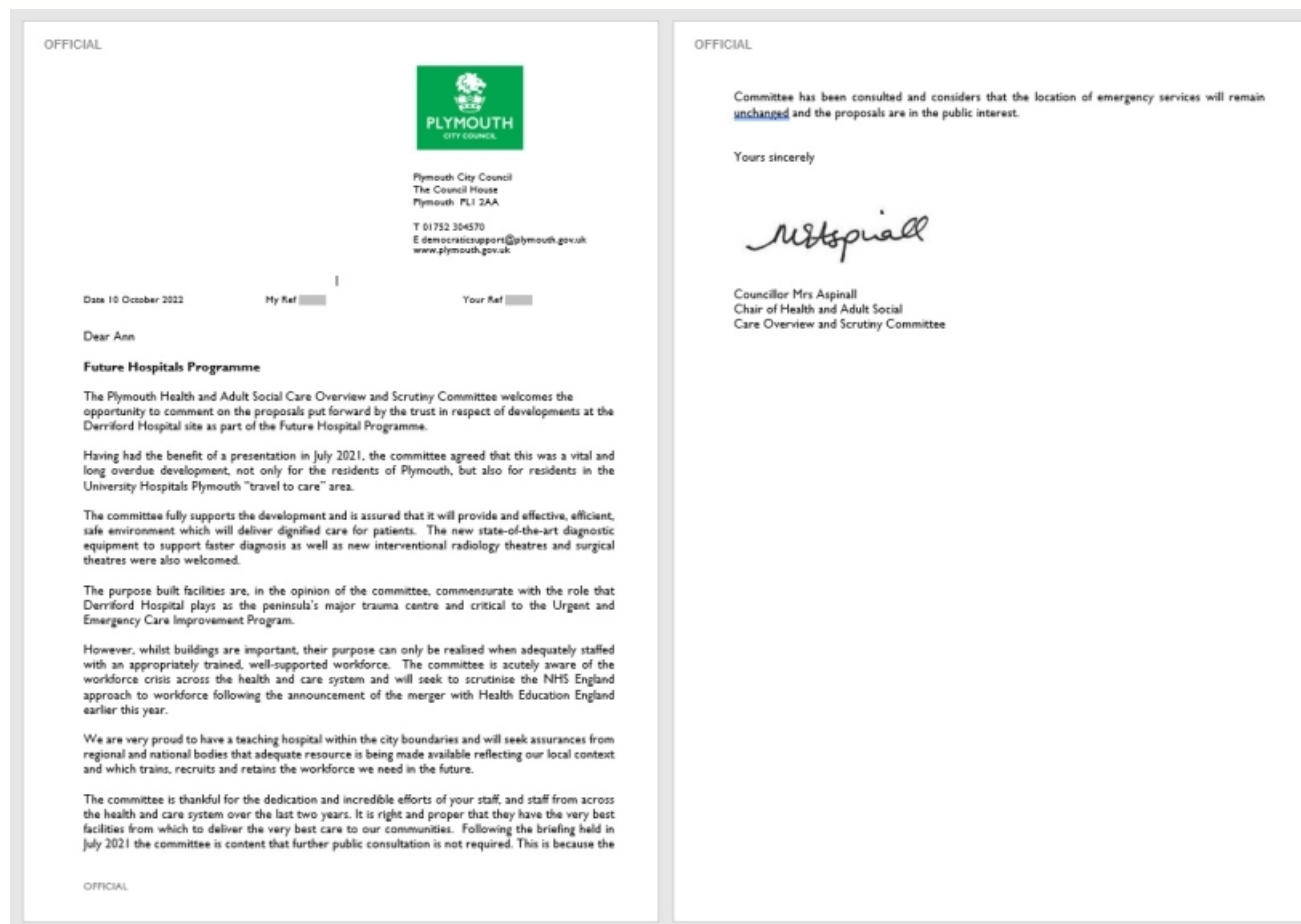 OFFICIAL
PLYMOUTH
CITY COUNCIL
Plymouth City Council
The Council House
Plymouth PL1 2AA
T 01752 304570
E democraticsupport@plymouth.gov.uk
www.plymouth.gov.uk
Date 10 October 2022 My Ref Your Ref
Dear Ann
Future Hospitals Programme
The Plymouth Health and Adult Social Care Overview and Scrutiny Committee welcomes the
opportunity to comment on the proposals put forward by the trust in respect of developments at the
Derriford Hospital site as part of the Future Hospital Programme.
Having had the benefit of a presentation in July 2021, the committee agreed that this was a vital and
long overdue development, not only for the residents of Plymouth, but also for residents in the
University Hospitals Plymouth "travel to care" area.
The committee fully supports the development and is assured that it will provide and effective, efficient,
safe environment which will deliver dignified care for patients. The new state-of-the-art diagnostic
equipment to support faster diagnosis as well as new interventional radiology theatres and surgical
theatres were also welcomed.
The purpose built facilities are, in the opinion of the committee, commensurate with the role that
Derriford Hospital plays as the peninsula's major trauma centre and critical to the Urgent and
Emergency Care Improvement Program.
However, whilst buildings are important, their purpose can only be realised when adequately staffed
with an appropriately trained, well-supported workforce. The committee is acutely aware of the
workforce crisis across the health and care system and will seek to scrutinise the NHS England
approach to workforce following the announcement of the merger with Health Education England
earlier this year.
We are very proud to have a teaching hospital within the city boundaries and will seek assurances from
regional and national bodies that adequate resource is being made available reflecting our local context
and which trains, recruits and retains the workforce we need in the future.
The committee is thankful for the dedication and incredible efforts of your staff, and staff from across
the health and care system over the last two years. It is right and proper that they have the very best
facilities from which to deliver the very best care to our communities. Following the briefing held in
July 2021 the committee is content that further public consultation is not required. This is because the
OFFICIAL
OFFICIAL
Committee has been consulted and considers that the location of emergency services will remain
unchanged and the proposals are in the public interest.
Yours sincerely
MEAspinall
Councillor Mrs Aspinall
Chair of Health and Adult Social
Care Overview and Scrutiny Committee